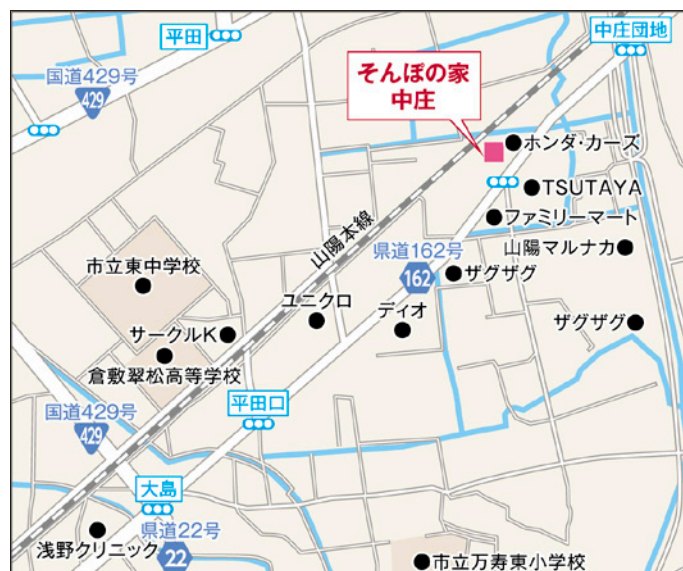 平田
中庄団地
国道429号
429
そんぽの家
中庄
ホンダ・カーズ
TSUTAYA
ファミリーマート
山陽本線
県道162号
162
山陽マルナカ
市立東中学校
ザグザグ
ユニクロ
ディオ
ザグザグ
サークルK
倉敷翠松高等学校
平田口
国道429号
429
大島
県道22号
22
浅野クリニック
市立万寿東小学校